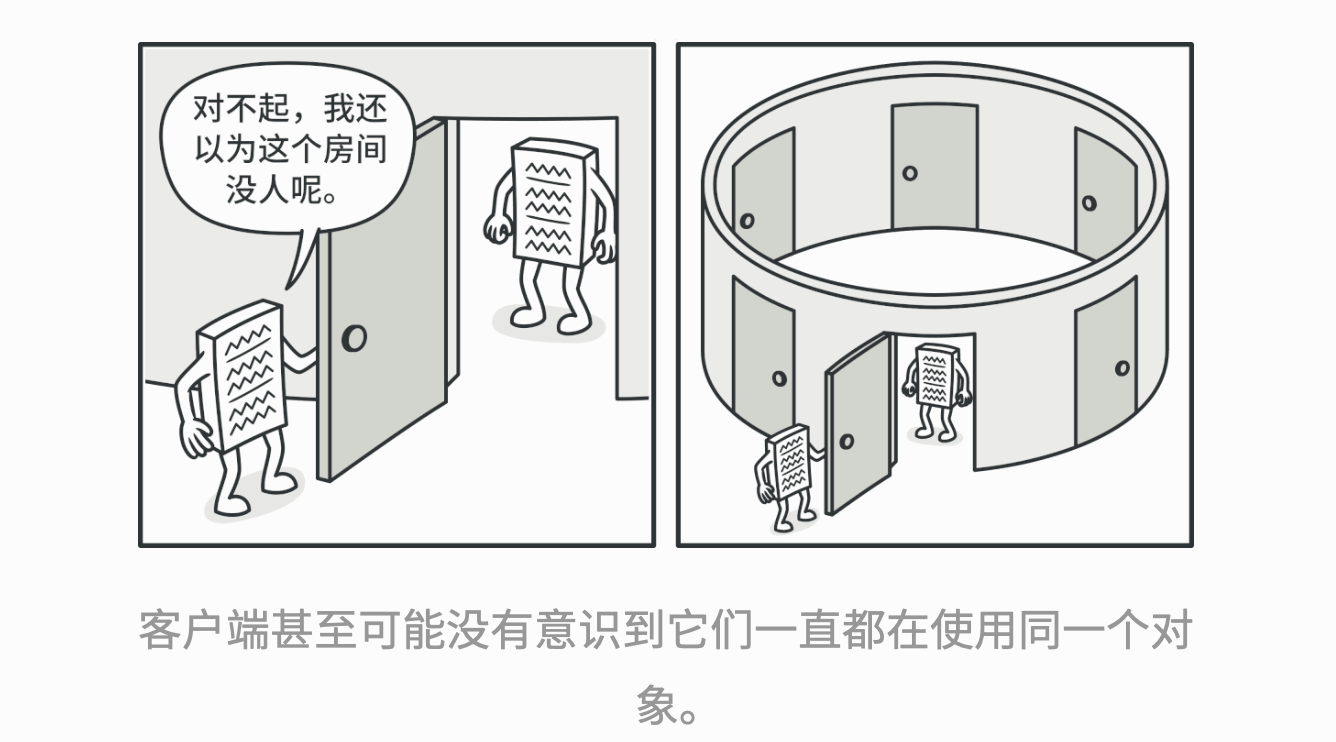 对不起，我还
以为这个房间
没人呢。
客户端甚至可能没有意识到它们一直都在使用同一个对
象。